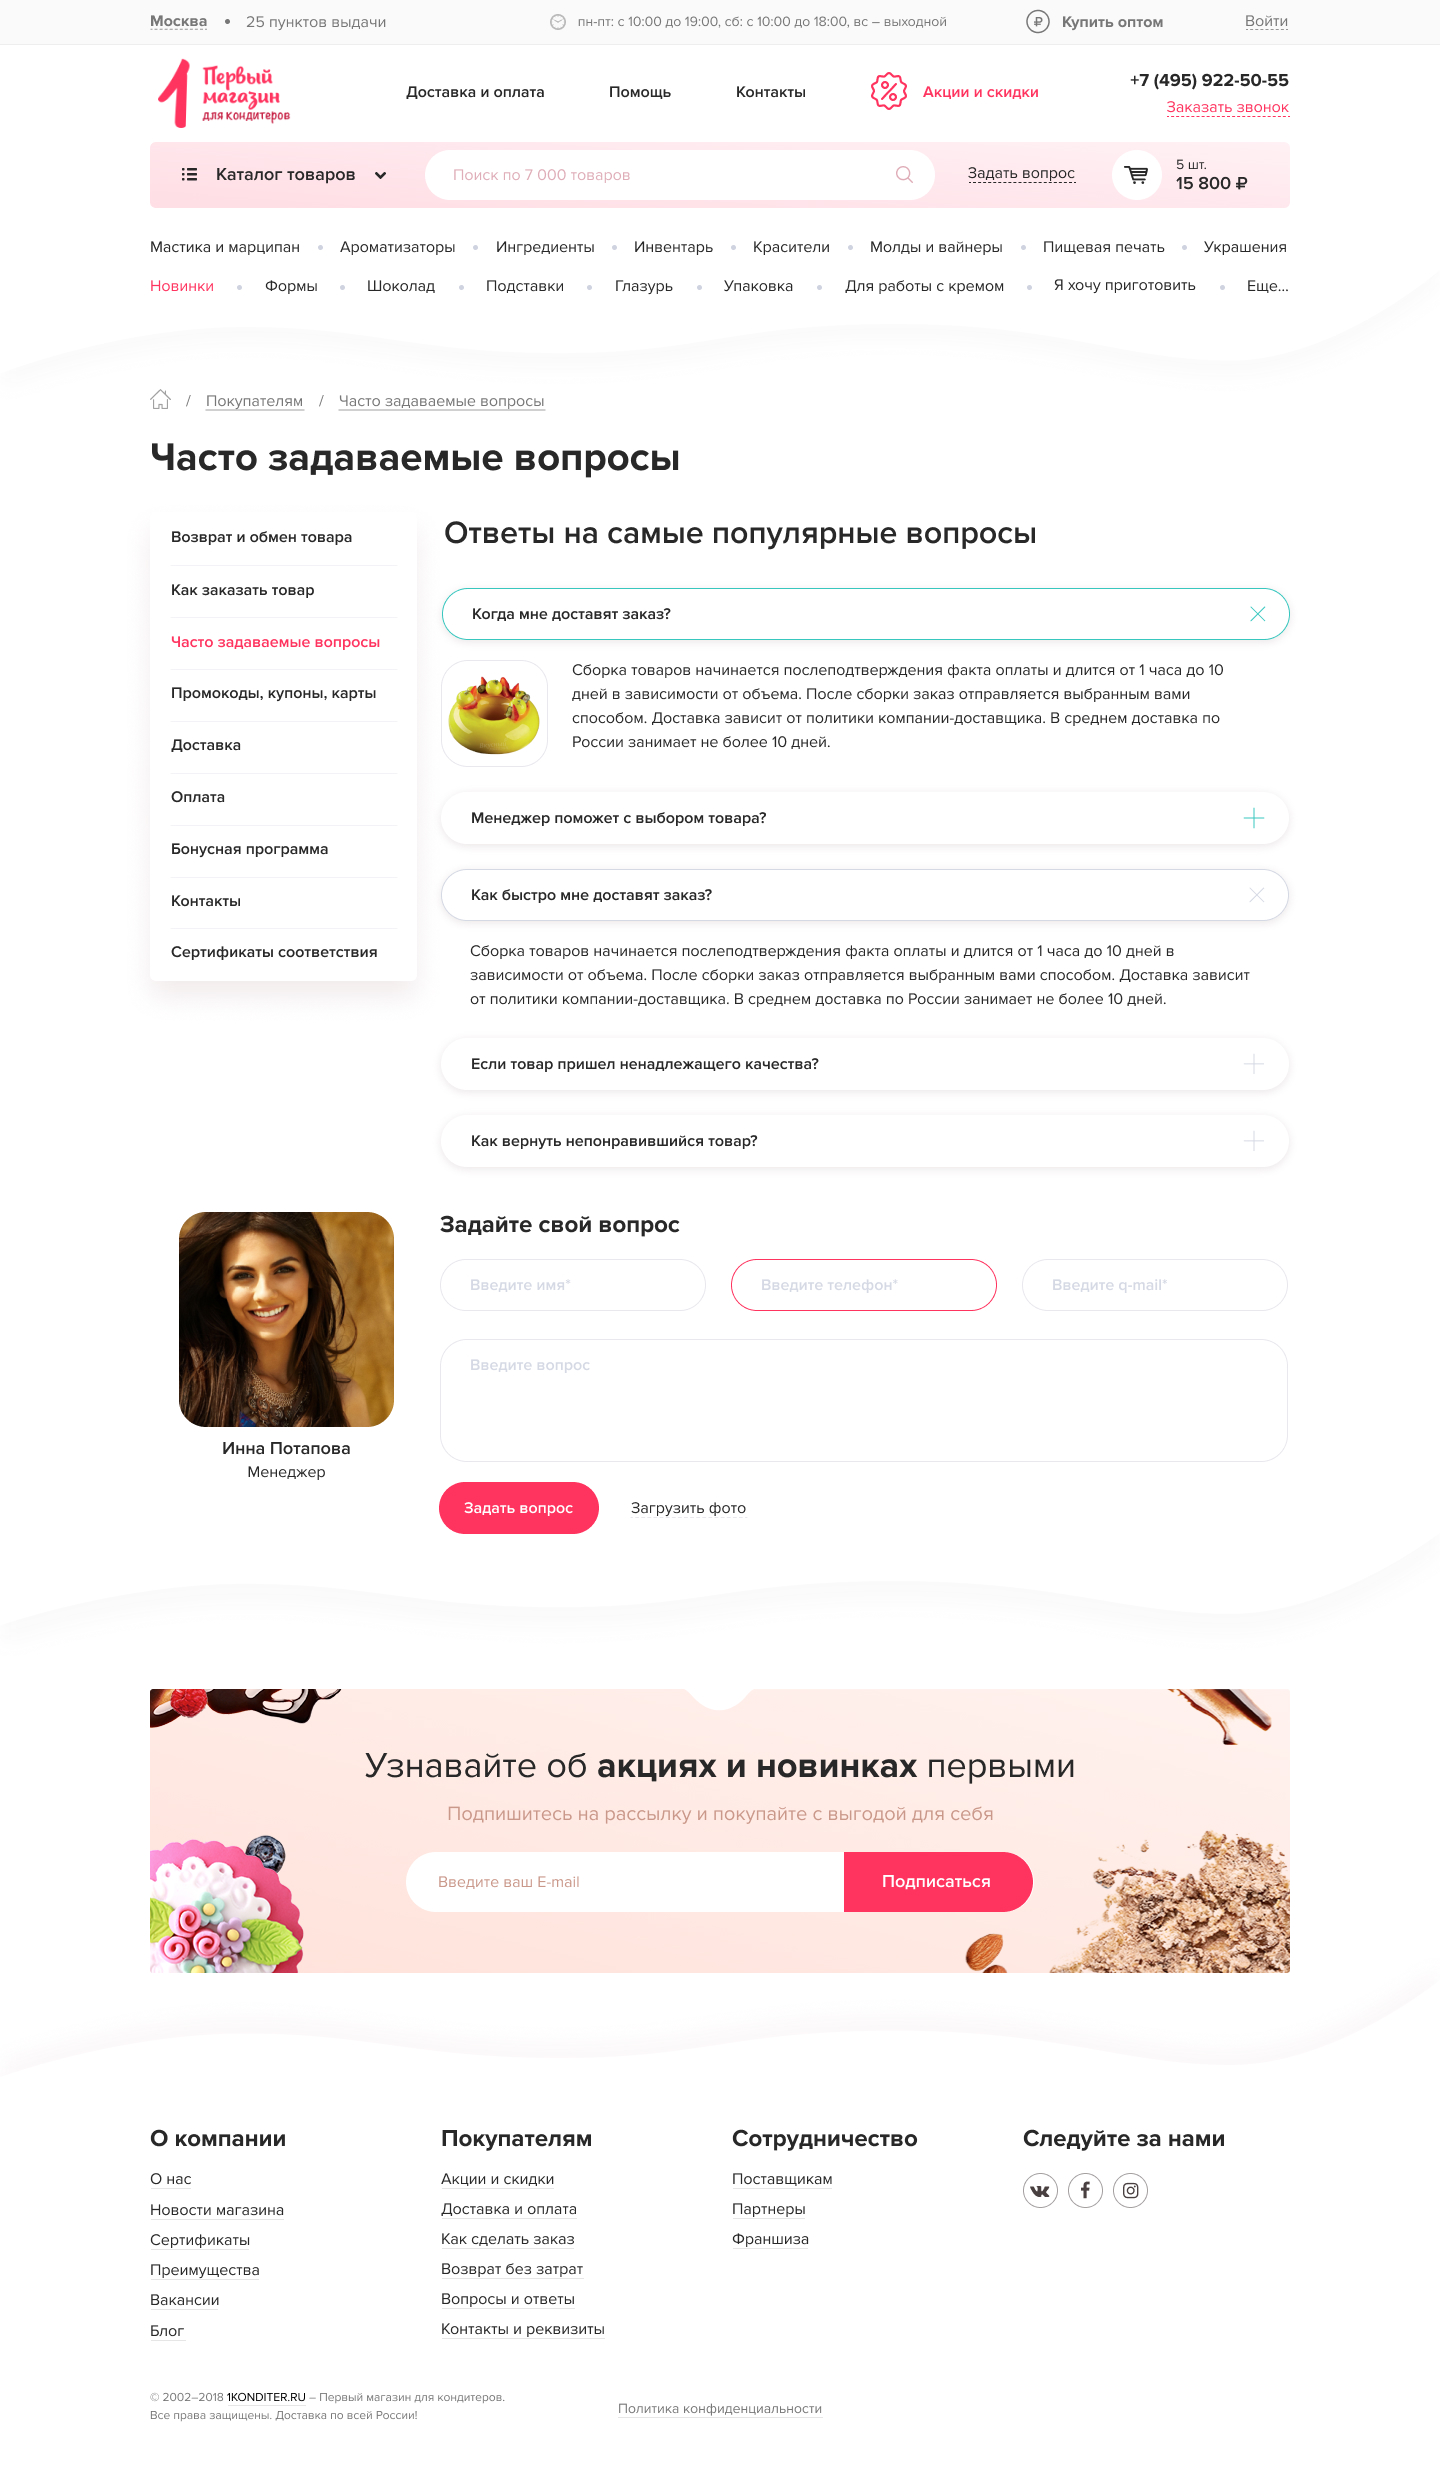 Москва • 25 пунктов выдачи
пн-пт: с 10:00 до 19:00, сб: с 10:00 до 18:00, вс – выходной
Купить оптом
Войти
Первый
магазин
для кондитеров
Доставка и оплата
Помощь
Контакты
Акции и скидки
+7 (495) 922-50-55
Заказать звонок
Каталог товаров
Поиск по 7 000 товаров
Задать вопрос
5 шт.
15 800 ₽
Мастика и марципан • Ароматизаторы • Ингредиенты • Инвентарь • Красители • Молды и вайнеры • Пищевая печать • Украшения
Новинки • Формы • Шоколад • Подставки • Глазурь • Упаковка • Для работы с кремом • Я хочу приготовить • Еще...
/ Покупателям / Часто задаваемые вопросы
Часто задаваемые вопросы
Возврат и обмен товара
Как заказать товар
Часто задаваемые вопросы
Промокоды, купоны, карты
Доставка
Оплата
Бонусная программа
Контакты
Сертификаты соответствия
Ответы на самые популярные вопросы
Когда мне доставят заказ?
Сборка товаров начинается послеподтверждения факта оплаты и длится от 1 часа до 10
дней в зависимости от объема. После сборки заказ отправляется выбранным вами
способом. Доставка зависит от политики компании-доставщика. В среднем доставка по
России занимает не более 10 дней.
Менеджер поможет с выбором товара?
Как быстро мне доставят заказ?
Сборка товаров начинается послеподтверждения факта оплаты и длится от 1 часа до 10 дней в
зависимости от объема. После сборки заказ отправляется выбранным вами способом. Доставка зависит
от политики компании-доставщика. В среднем доставка по России занимает не более 10 дней.
Если товар пришел ненадлежащего качества?
Как вернуть непонравившийся товар?
Инна Потапова
Менеджер
Задайте свой вопрос
Введите имя*
Введите телефон*
Введите q-mail*
Введите вопрос
Задать вопрос
Загрузить фото
Узнавайте об акциях и новинках первыми
Подпишитесь на рассылку и покупайте с выгодой для себя
Введите ваш E-mail
Подписаться
О компании
О нас
Новости магазина
Сертификаты
Преимущества
Вакансии
Блог
Покупателям
Акции и скидки
Доставка и оплата
Как сделать заказ
Возврат без затрат
Вопросы и ответы
Контакты и реквизиты
Сотрудничество
Поставщикам
Партнеры
Франшиза
Следуйте за нами
© 2002–2018 1KONDITER.RU – Первый магазин для кондитеров.
Все права защищены. Доставка по всей России!
Политика конфиденциальности